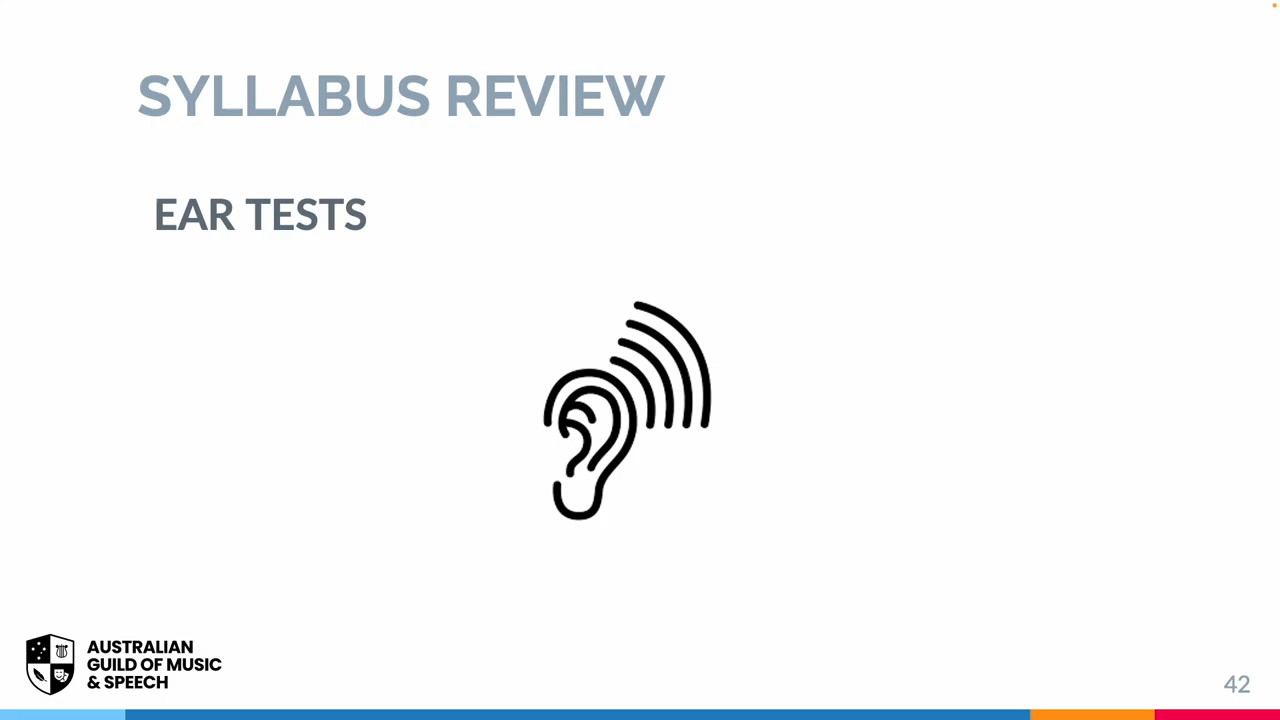 SYLLABUS REVIEW
EAR TESTS
AUSTRALIAN
GUILD OF MUSIC
& SPEECH
42